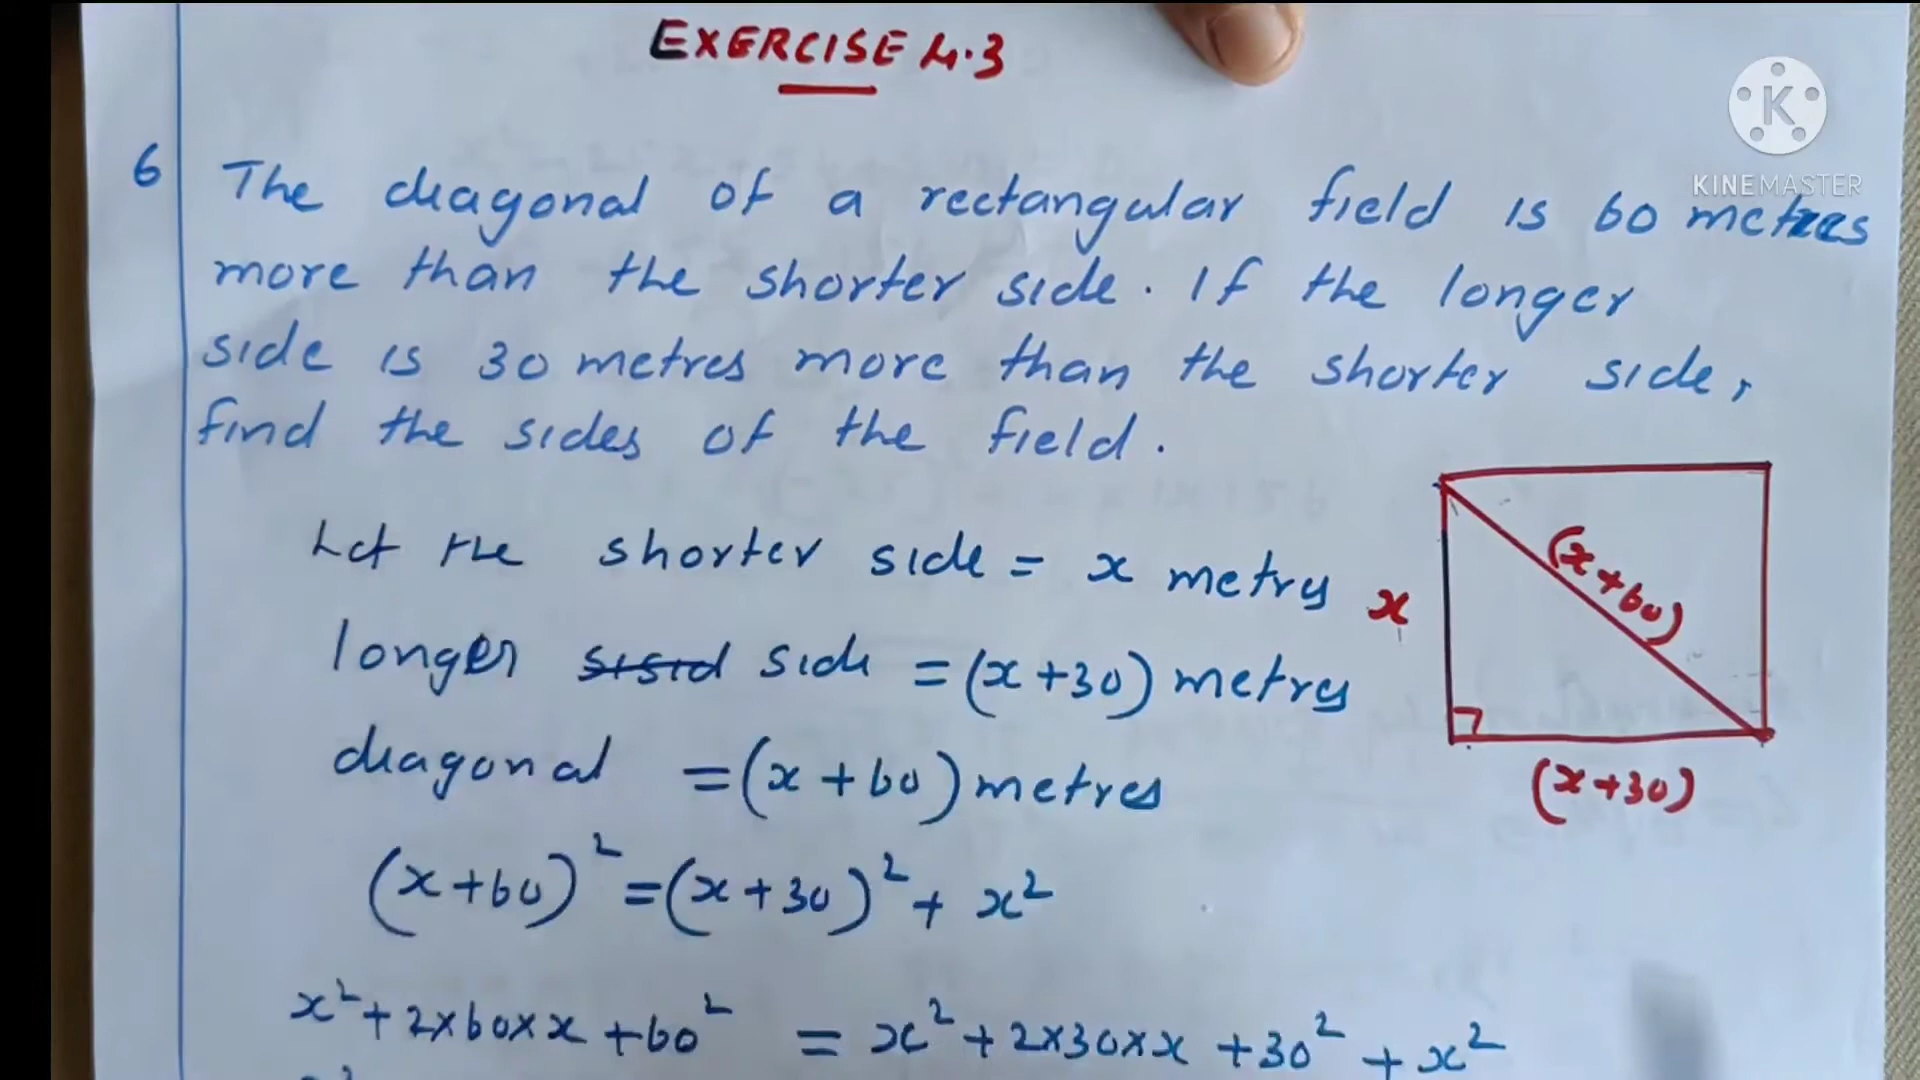 EXERCISE 4.3
KINEMASTER
6 The diagonal of a rectangular field is 60 metres
more than the shorter side. If the longer
side is 30 metres more than the shorter side,
find the sides of the field.
Let the shorter side = x metres
x
(x+60)
longer side = (x+30) metres
(x+30)
diagonal = (x+60) metres
(x+60)² = (x+30)² + x²
x² + 2×60×x + 60² = x² + 2×30×x + 30² + x²